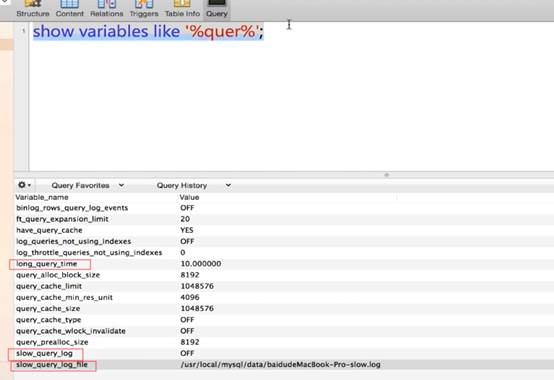 Structure Content Relations Triggers Table Info Query
1 show variables like '%quer%';
Query Favorites Query History
Variable_name Value
binlog_rows_query_log_events OFF
ft_query_expansion_limit 20
have_query_cache YES
log_queries_not_using_indexes OFF
log_throttle_queries_not_using_indexes 0
long_query_time 10.000000
query_alloc_block_size 8192
query_cache_limit 1048576
query_cache_min_res_unit 4096
query_cache_size 1048576
query_cache_type OFF
query_cache_wlock_invalidate OFF
query_prealloc_size 8192
slow_query_log OFF
slow_query_log_file /usr/local/mysql/data/baidudeMacBook-Pro-slow.log